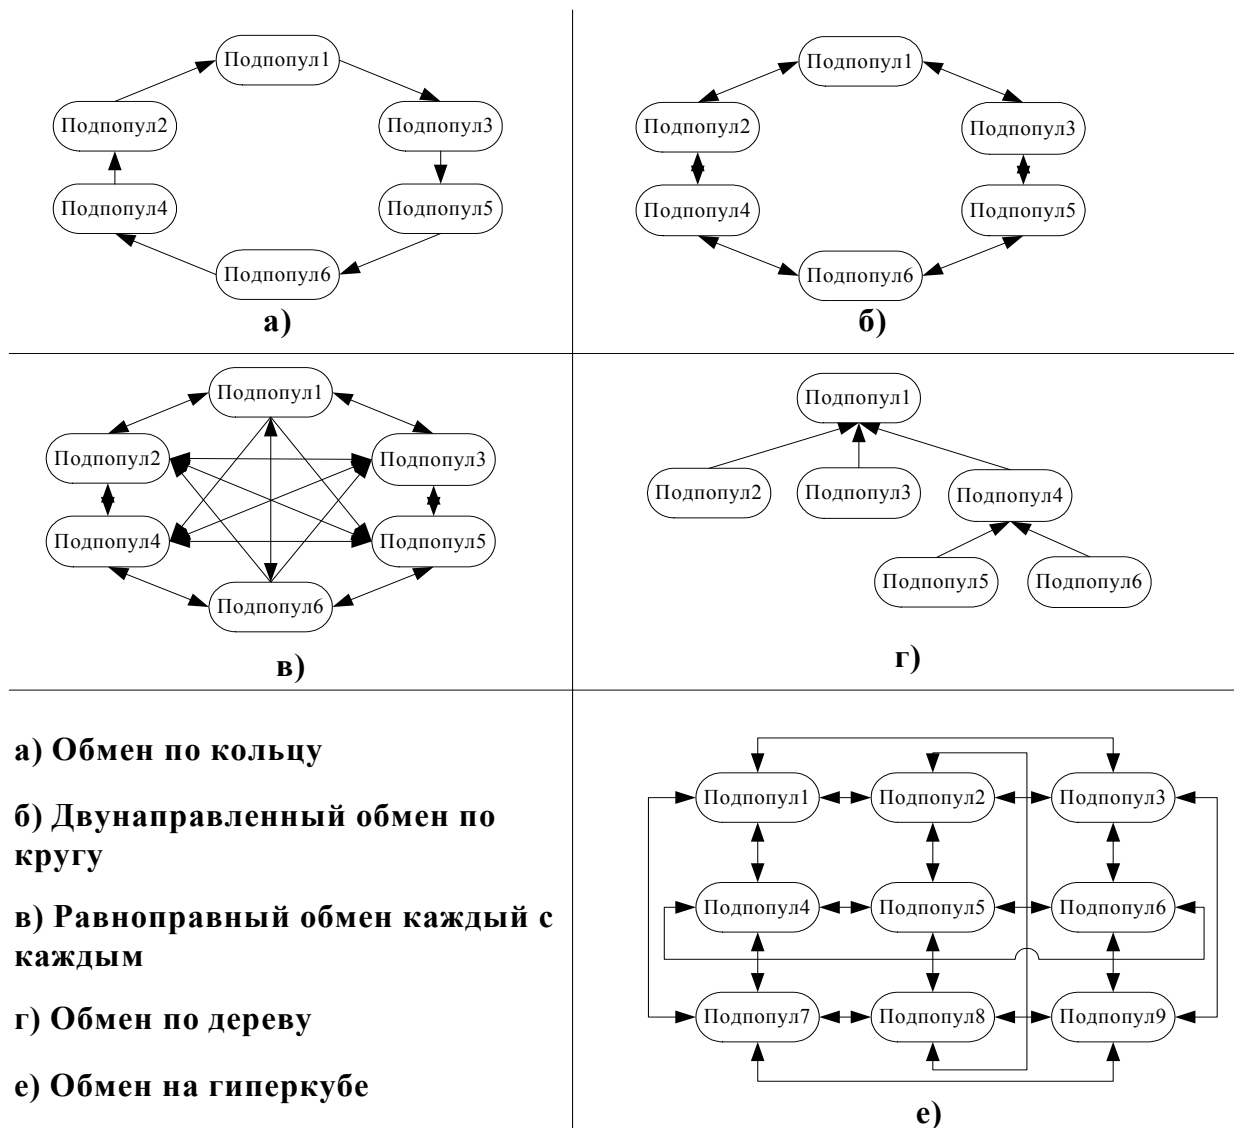 Подпопул1
Подпопул2
Подпопул3
Подпопул4
Подпопул5
Подпопул6
а)
Подпопул1
Подпопул2
Подпопул3
Подпопул4
Подпопул5
Подпопул6
б)
Подпопул1
Подпопул2
Подпопул3
Подпопул4
Подпопул5
Подпопул6
в)
Подпопул1
Подпопул2
Подпопул3
Подпопул4
Подпопул5
Подпопул6
г)
а) Обмен по кольцу
б) Двунаправленный обмен по
кругу
в) Равноправный обмен каждый с
каждым
г) Обмен по дереву
е) Обмен на гиперкубе
Подпопул1
Подпопул2
Подпопул3
Подпопул4
Подпопул5
Подпопул6
Подпопул7
Подпопул8
Подпопул9
е)